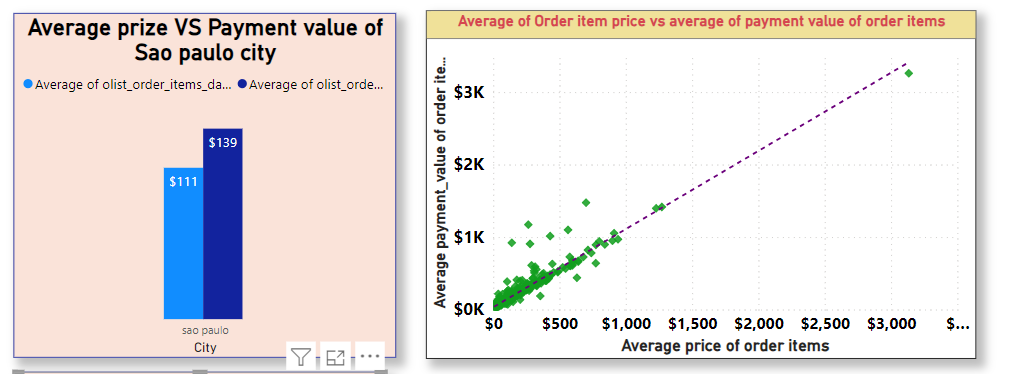 Average prize VS Payment value of
Sao paulo city
Average of olist_order_items_da... Average of olist_orde...
$139
$111
sao paulo
City
Average of Order item price vs average of payment value of order items
Average payment_value of order ite...
$3K
$2K
$1K
$0K
$0 $500 $1,000 $1,500 $2,000 $2,500 $3,000 $...
Average price of order items